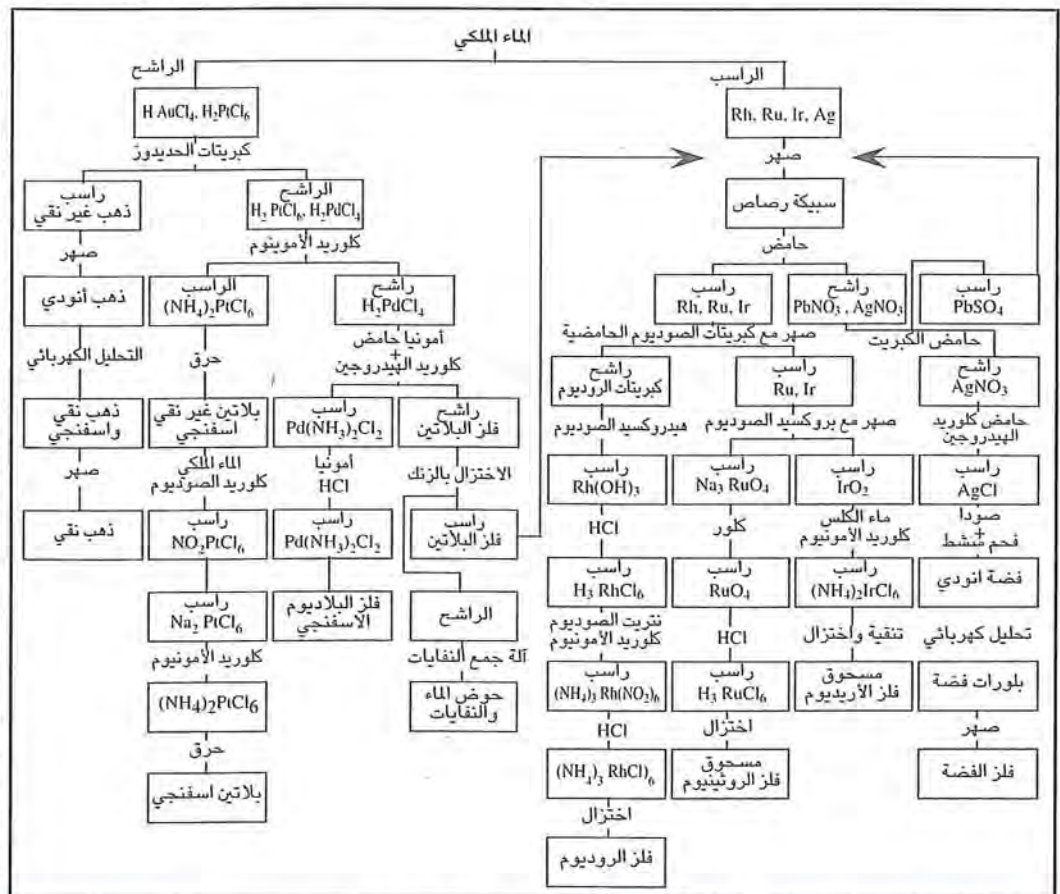 الماء الملكي
الراشح
الراسب
H AuCl₄, H₂PtCl₆
Rh, Ru, Ir, Ag
كبريتات الحديدوز
صهر
راسب
ذهب غير نقي
الراشح
H₂ PtCl₆, H₂PdCl₄
سبيكة رصاص
صهر
كلوريد الأموينوم
حامض
ذهب أنودي
الراسب
(NH₄)₂PtCl₆
راشح
H₂PdCl₄
راسب
Rh, Ru, Ir
راشح
PbNO₃ , AgNO₃
راسب
PbSO₄
التحليل الكهربائي
حرق
أمونيا حامض
+
كلوريد الهيدروجين
صهر مع كبريتات الصوديوم الحامضية
حامض الكبريت
راشح
كبريتات الروديوم
راسب
Ru, Ir
راشح
AgNO₃
ذهب نقي
واسفنجي
بلاتين غير نقي
اسفنجي
راسب
Pd(NH₃)₂Cl₂
راشح
فلز البلاتين
هيدروكسيد الصوديوم
صهر مع بروكسيد الصوديوم
حامض كلوريد
الهيدروجين
صهر
الماء الملكي
كلوريد الصوديوم
أمونيا
HCl
الاختزال بالزنك
راسب
Rh(OH)₃
راسب
Na₃ RuO₄
راسب
IrO₂
راسب
AgCl
ذهب نقي
راسب
NO₂PtCl₆
راسب
Pd(NH₃)₂Cl₂
راسب
فلز البلاتين
HCl
كلور
ماء الكلس
كلوريد الأمونيوم
صودا
+
فحم منشط
راسب
Na₂ PtCl₆
فلز البلاديوم
الاسفنجي
الراشح
راسب
H₃ RhCl₆
راسب
RuO₄
راسب
(NH₄)₂IrCl₆
فضة انودي
كلوريد الأمونيوم
آلة جمع النفايات
نتريت الصوديوم
كلوريد الأمونيوم
HCl
تنقية واختزال
تحليل كهربائي
(NH₄)₂PtCl₆
حوض الماء
والنفايات
راسب
(NH₄)₃ Rh(NO₂)₆
راسب
H₃ RuCl₆
مسحوق
فلز الأريديوم
بلورات فضة
حرق
HCl
اختزال
صهر
بلاتين اسفنجي
(NH₄)₃ RhCl)₆
مسحوق
فلز الروثينيوم
فلز الفضة
اختزال
فلز الروديوم